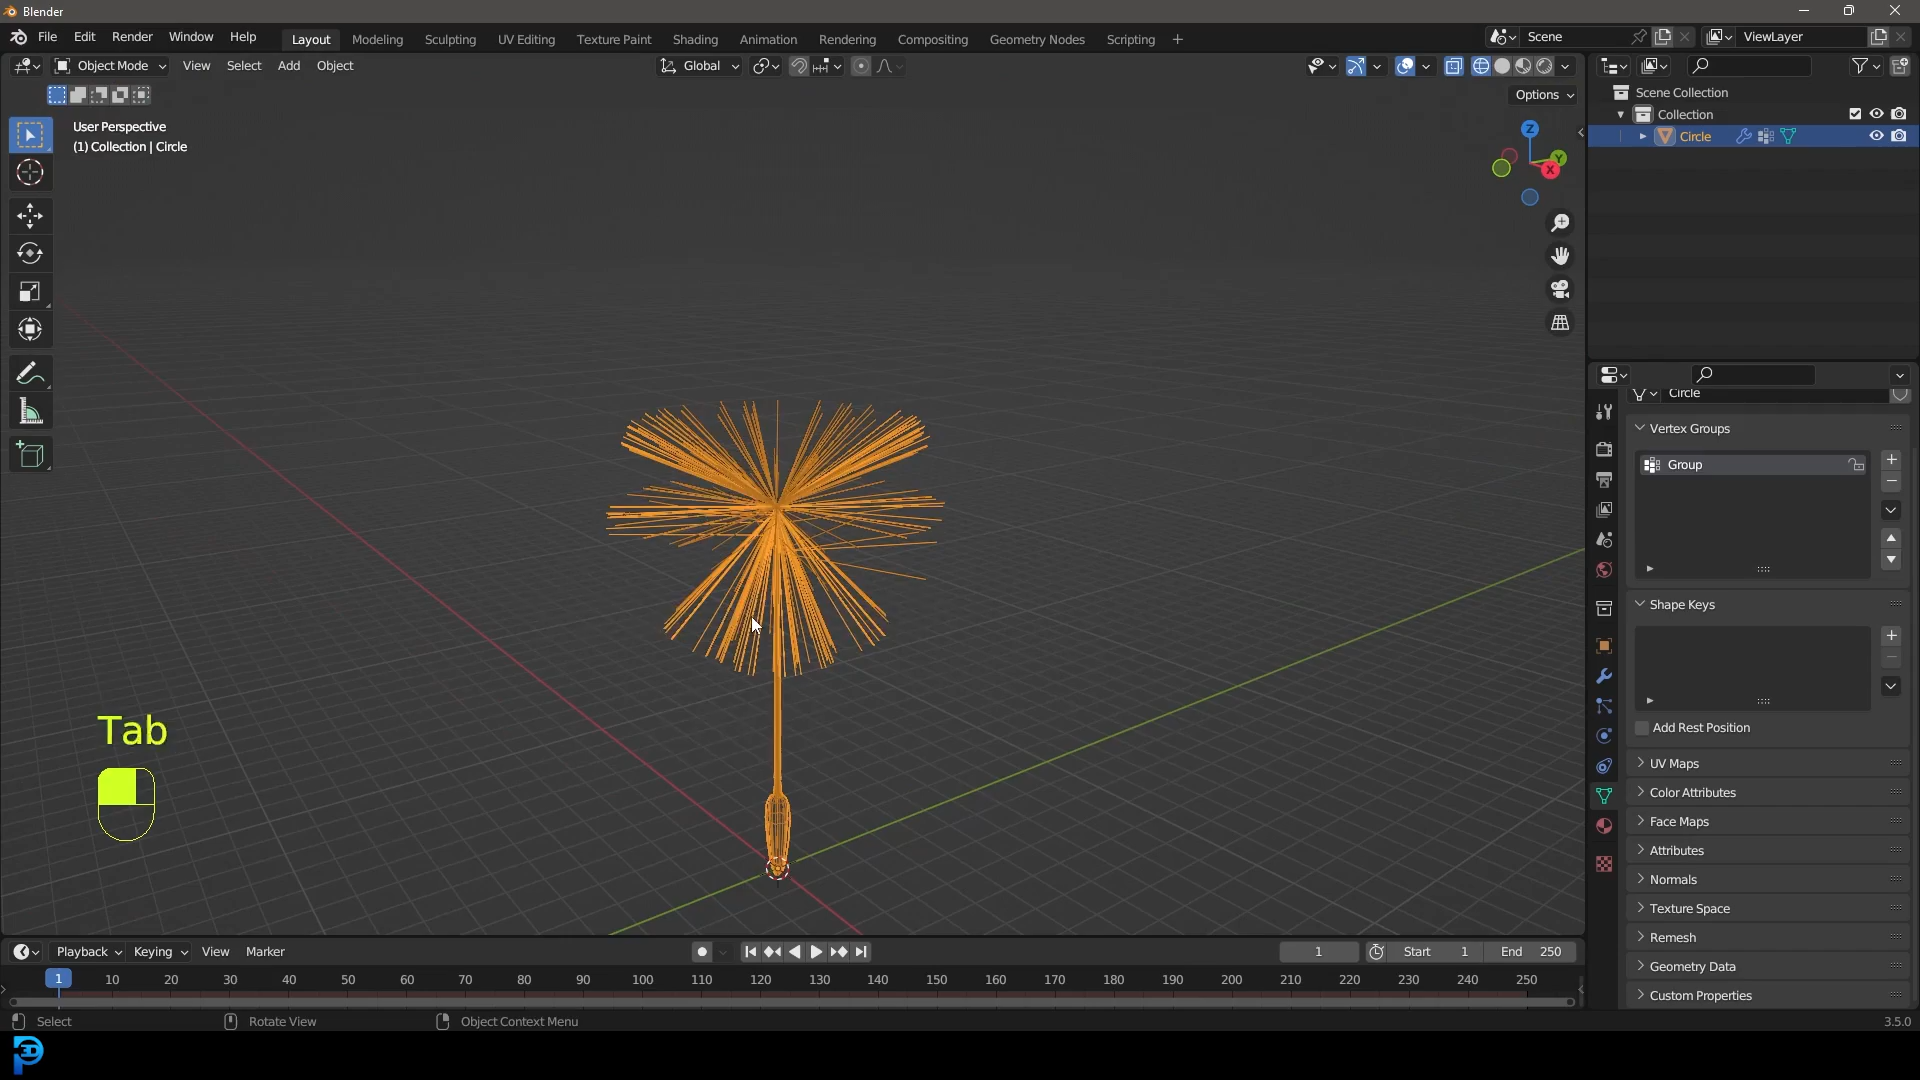 Blender
File Edit Render Window Help Layout Modeling Sculpting UV Editing Texture Paint Shading Animation Rendering Compositing Geometry Nodes Scripting + Scene ViewLayer
Object Mode View Select Add Object Global
Options
User Perspective
(1) Collection | Circle
Z
Y
X
Scene Collection
Collection
Circle
Circle
Vertex Groups
Group
Shape Keys
Add Rest Position
UV Maps
Color Attributes
Face Maps
Attributes
Normals
Texture Space
Remesh
Geometry Data
Custom Properties
Tab
Playback Keying View Marker 1 Start 1 End 250
1 10 20 30 40 50 60 70 80 90 100 110 120 130 140 150 160 170 180 190 200 210 220 230 240 250
Select Rotate View Object Context Menu 3.5.0
3D